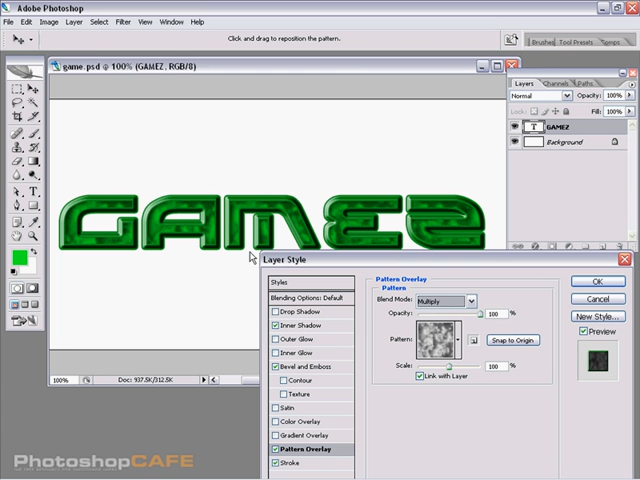 Adobe Photoshop
File Edit Image Layer Select Filter View Window Help
Click and drag to reposition the pattern.
Brushes Tool Presets Comps
game.psd @ 100% (GAMEZ, RGB/8)
GAMEZ
100% Doc: 937.5K/312.5K
Layers Channels Paths
Normal Opacity: 100%
Lock: Fill: 100%
T GAMEZ
Background
Layer Style
Styles
Blending Options: Default
Drop Shadow
Inner Shadow
Outer Glow
Inner Glow
Bevel and Emboss
Contour
Texture
Satin
Color Overlay
Gradient Overlay
Pattern Overlay
Stroke
Pattern Overlay
Pattern
Blend Mode: Multiply
Opacity: 100 %
Pattern: Snap to Origin
Scale: 100 %
Link with Layer
OK
Cancel
New Style...
Preview
PhotoshopCAFE